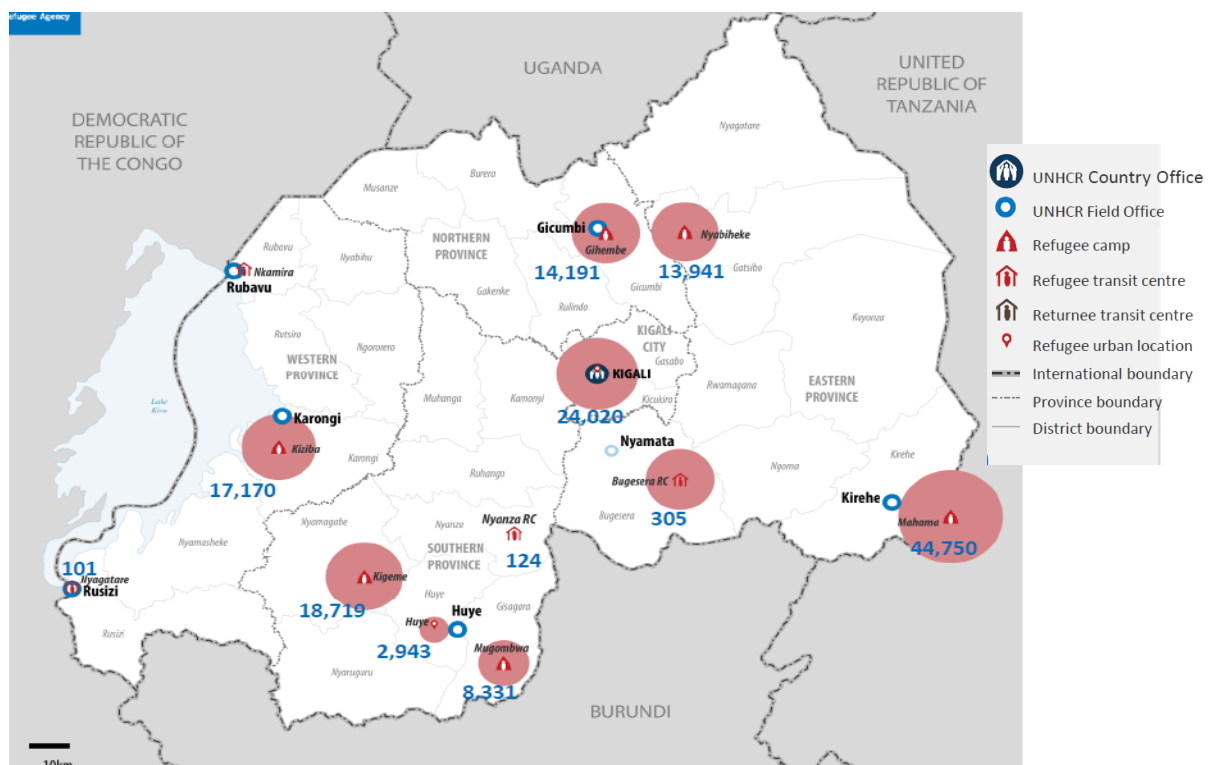 Refugee Agency
UGANDA
UNITED
REPUBLIC OF
TANZANIA
DEMOCRATIC
REPUBLIC OF
THE CONGO
Nyagatare
Burera
Musanze
Gicumbi
Gihembe
14,191
Nyabiheke
13,941
NORTHERN
PROVINCE
Rubavu
Nyabihu
Nkamira
Rubavu
Gakenke
Rulindo
Gicumbi
Gatsibo
Kayonza
Rutsiro
Ngororero
WESTERN
PROVINCE
KIGALI
CITY
Gasabo
KIGALI
Kicukiro
24,020
Rwamagana
EASTERN
PROVINCE
Lake
Kivu
Muhanga
Kamonyi
Karongi
Kiziba
Karongi
17,170
Nyamata
Ngoma
Kirehe
Ruhango
Bugesera RC
Bugesera
305
Kirehe
Mahama
44,750
Nyamagabe
Nyanza
Nyanza RC
124
Nyamasheke
SOUTHERN
PROVINCE
101
Nyagatare
Rusizi
Kigeme
18,719
Huye
Gisagara
Huye
Huye
2,943
Rusizi
Nyaruguru
Mugombwa
8,331
BURUNDI
10km
UNHCR Country Office
UNHCR Field Office
Refugee camp
Refugee transit centre
Returnee transit centre
Refugee urban location
International boundary
Province boundary
District boundary